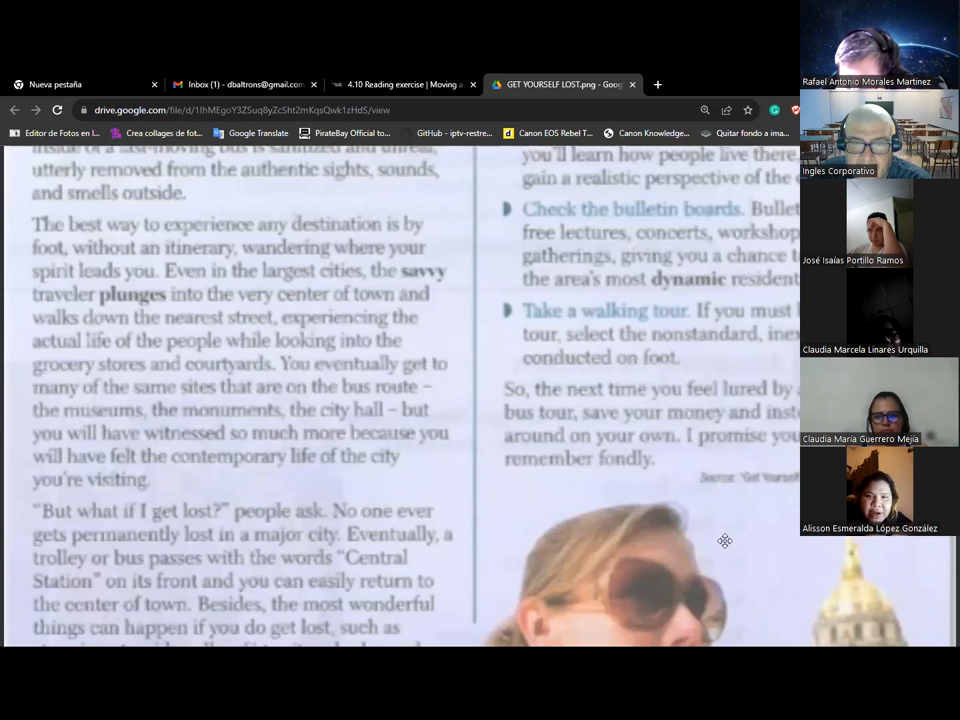 Nueva pestaña
Inbox (1) - dbaltrons@gmail.com
4.10 Reading exercise | Moving a
GET YOURSELF LOST.png - Goog
drive.google.com/file/d/1IhMEgoY3ZSuq8yZcSht2mKqsQwk1zHdS/view
Editor de Fotos en l...
Crea collages de fot...
Google Translate
PirateBay Official to...
GitHub - iptv-restre...
Canon EOS Rebel T...
Canon Knowledge...
Quitar fondo a ima...
inside of a fast-moving bus is sanitized and unreal,
utterly removed from the authentic sights, sounds,
and smells outside.
The best way to experience any destination is by
foot, without an itinerary, wandering where your
spirit leads you. Even in the largest cities, the savvy
traveler plunges into the very center of town and
walks down the nearest street, experiencing the
actual life of the people while looking into the
grocery stores and courtyards. You eventually get to
many of the same sites that are on the bus route –
the museums, the monuments, the city hall – but
you will have witnessed so much more because you
will have felt the contemporary life of the city
you're visiting.
"But what if I get lost?" people ask. No one ever
gets permanently lost in a major city. Eventually, a
trolley or bus passes with the words "Central
Station" on its front and you can easily return to
the center of town. Besides, the most wonderful
things can happen if you do get lost, such as
you'll learn how people live there,
gain a realistic perspective of the
Check the bulletin boards. Bullet
free lectures, concerts, workshop
gatherings, giving you a chance t
the area's most dynamic resident
Take a walking tour. If you must
tour, select the nonstandard, inex
conducted on foot.
So, the next time you feel lured by
bus tour, save your money and inst
around on your own. I promise you
remember fondly.
Source: "Get Yourself
Rafael Antonio Morales Martinez
Ingles Corporativo
José Isaías Portillo Ramos
Claudia Marcela Linares Urquilla
Claudia María Guerrero Mejía
Alisson Esmeralda López González